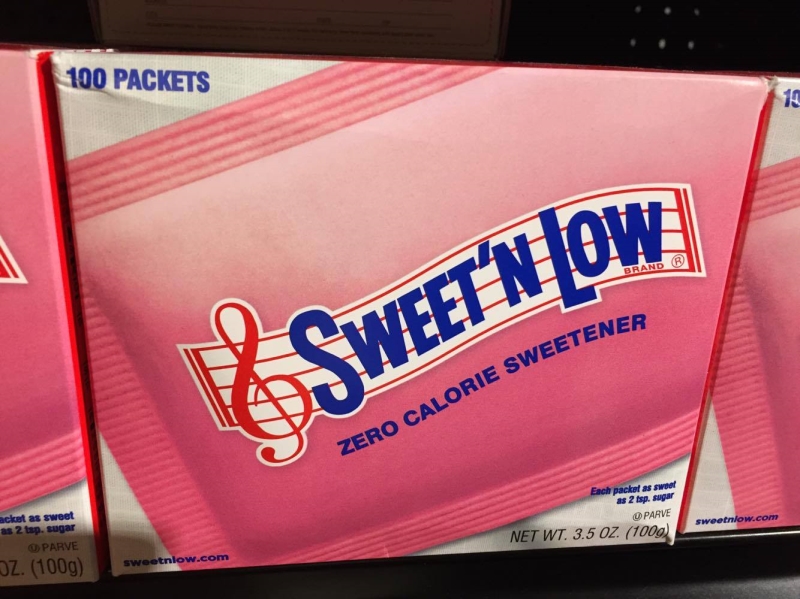 100 PACKETS
SWEET'N LOW
BRAND ®
ZERO CALORIE SWEETENER
Each packet as sweet
as 2 tsp. sugar
Ⓤ PARVE
NET WT. 3.5 OZ. (100g)
sweetnlow.com
as sweet
as 2 tsp. sugar
Ⓤ PARVE
OZ. (100g)
10
sweetnlow.com